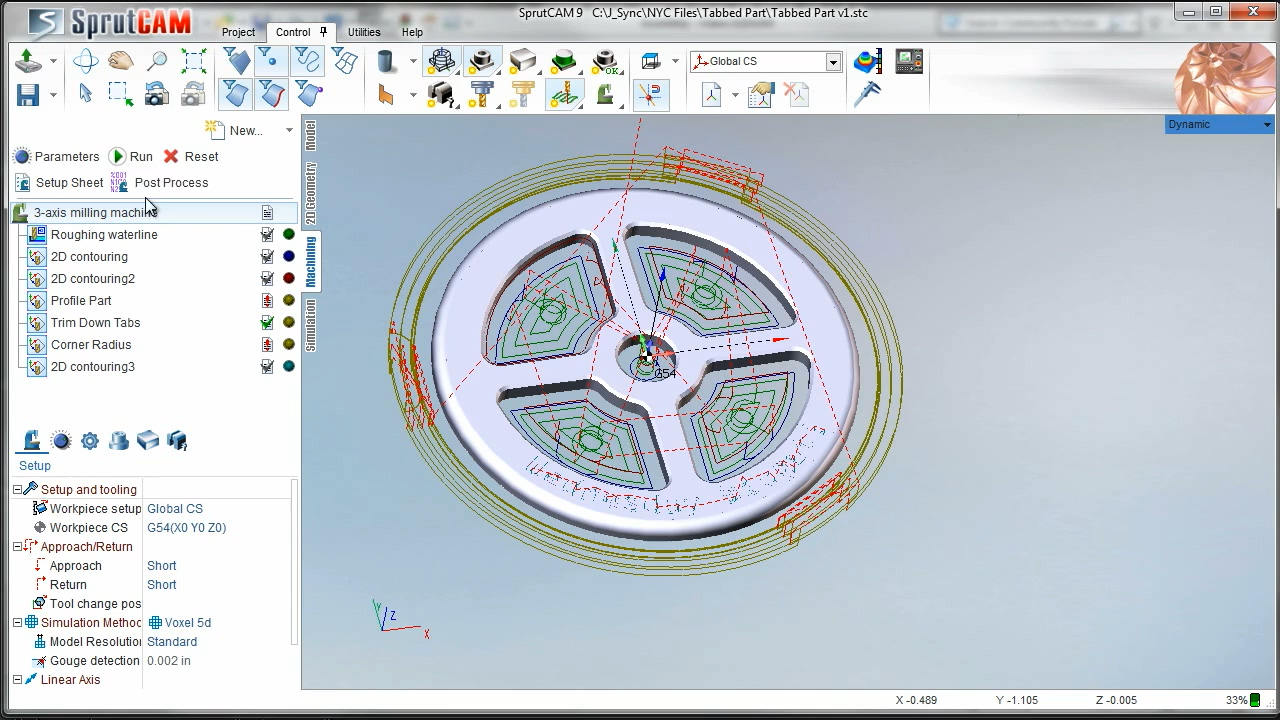 SprutCAM 9 C:\J_Sync\NYC Files\Tabbed Part\Tabbed Part v1.stc
SprutCAM
Project Control Utilities Help
Global CS
OK
New...
Parameters Run Reset
Setup Sheet Post Process
Dynamic
3-axis milling machine
Roughing waterline
2D contouring
2D contouring2
Profile Part
Trim Down Tabs
Corner Radius
2D contouring3
Model
2D Geometry
Machining
Simulation
G54
Setup
Setup and tooling
Workpiece setup Global CS
Workpiece CS G54(X0 Y0 Z0)
Approach/Return
Approach Short
Return Short
Tool change pos
Simulation Method Voxel 5d
Model Resolution Standard
Gouge detection 0.002 in
Linear Axis
Y Z X
X -0.489 Y -1.105 Z -0.005 33%